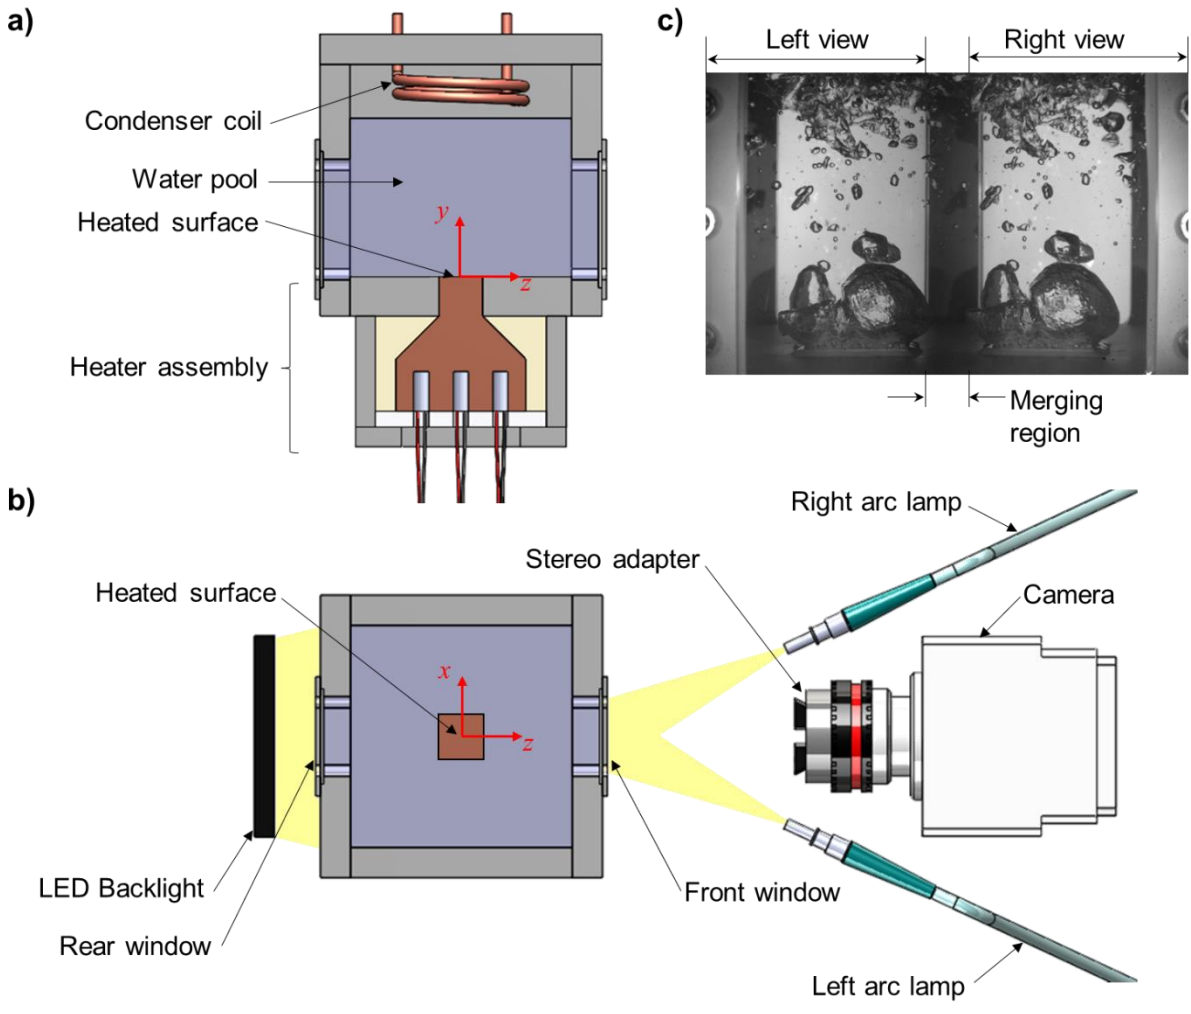 a)
Condenser coil
Water pool
Heated surface
y
z
Heater assembly
c)
Left view
Right view
Merging
region
b)
Right arc lamp
Stereo adapter
Heated surface
Camera
x
z
LED Backlight
Rear window
Front window
Left arc lamp